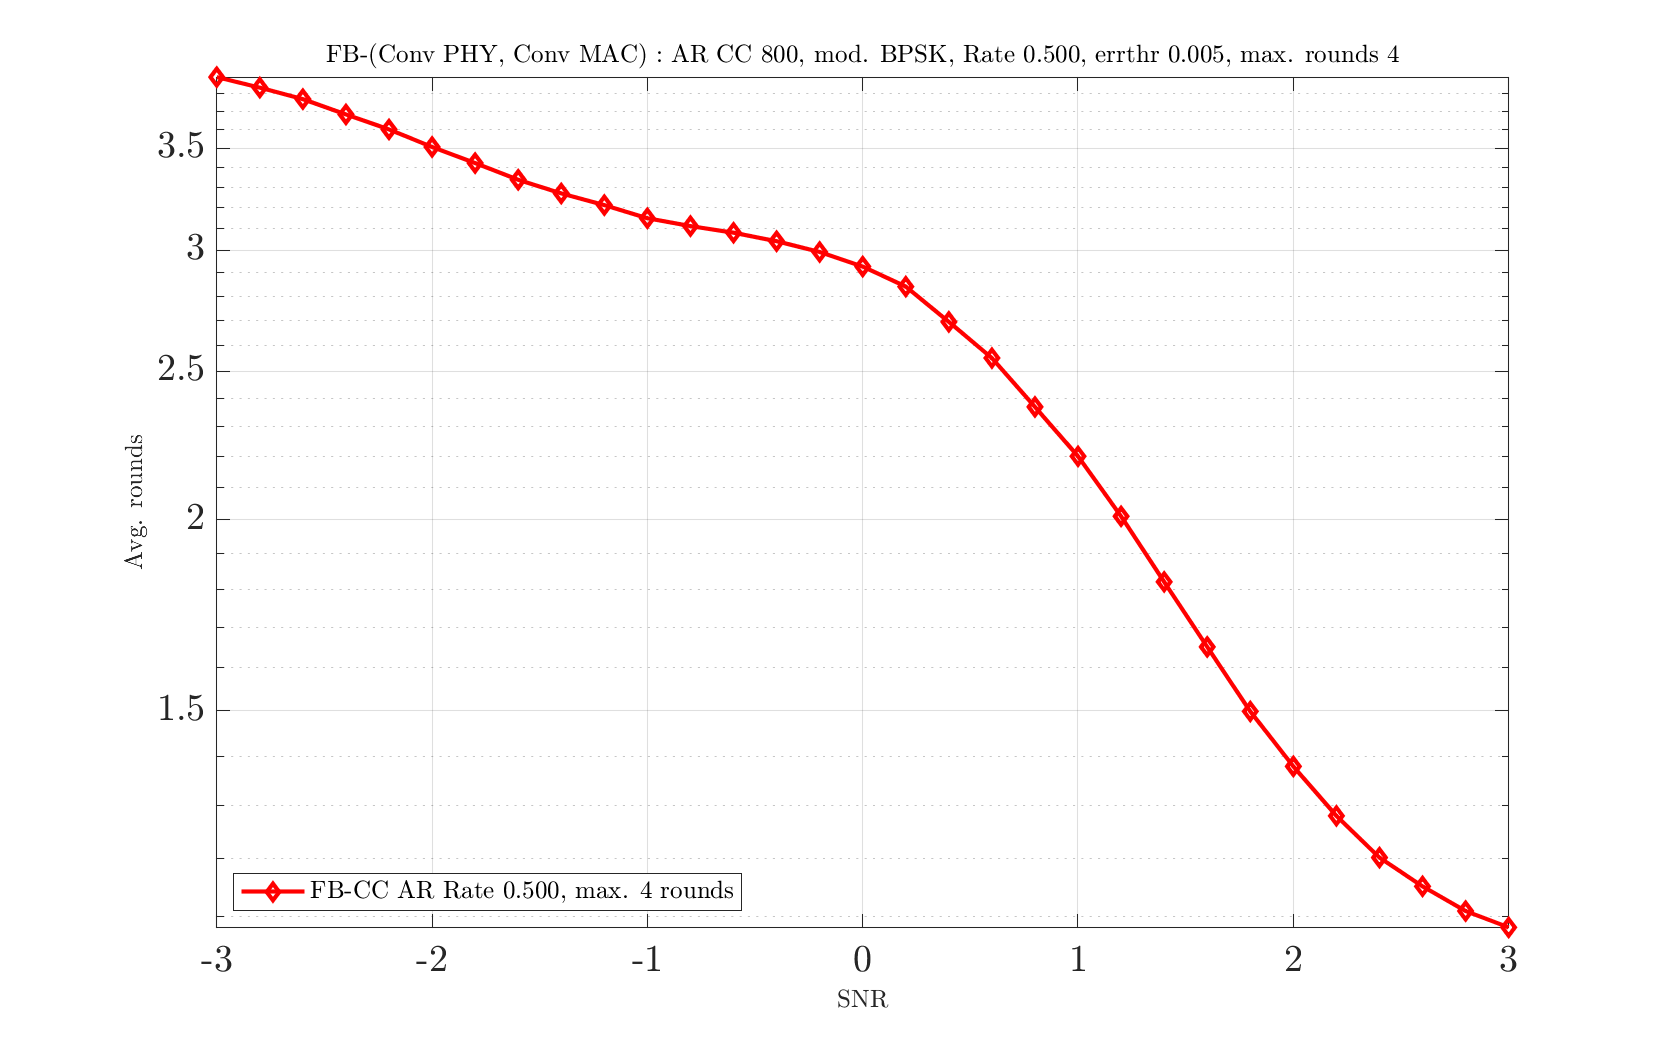 FB-(Conv PHY, Conv MAC) : AR CC 800, mod. BPSK, Rate 0.500, errthr 0.005, max. rounds 4
3.5
3
2.5
2
1.5
Avg. rounds
FB-CC AR Rate 0.500, max. 4 rounds
-3 -2 -1 0 1 2 3
SNR